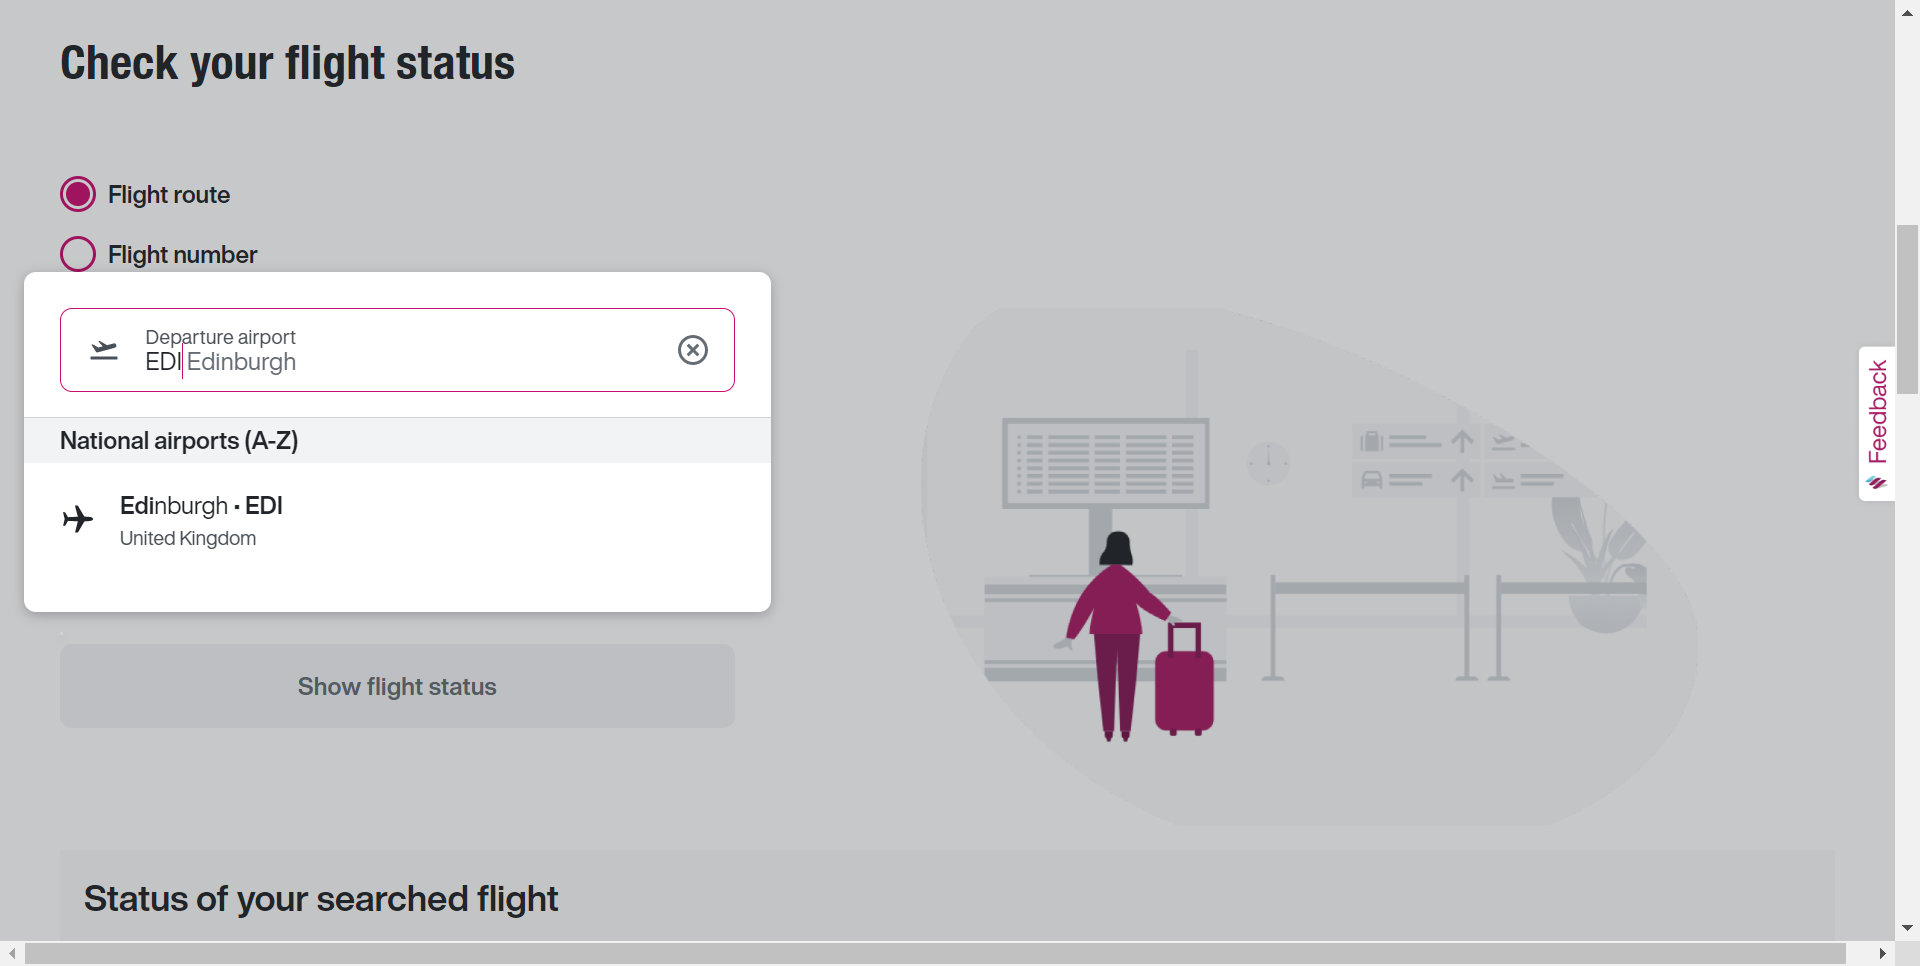 Check your flight status
Flight route
Flight number
Departure airport
EDI Edinburgh
National airports (A-Z)
Edinburgh · EDI
United Kingdom
Show flight status
Feedback
Status of your searched flight